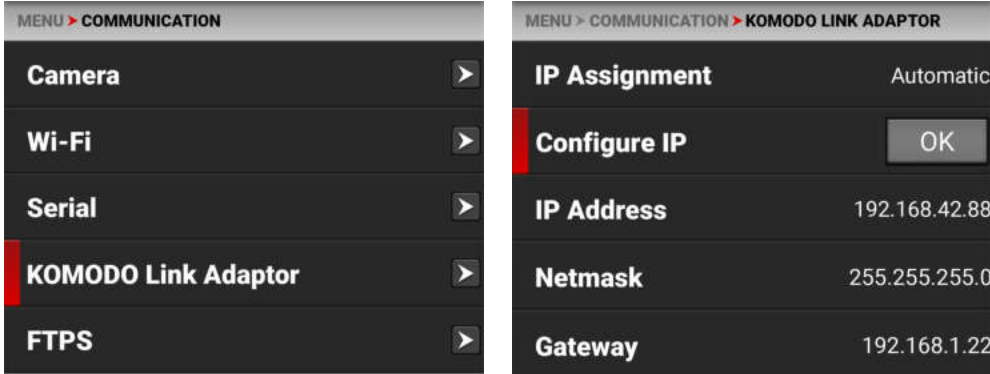 MENU > COMMUNICATION
Camera
Wi-Fi
Serial
KOMODO Link Adaptor
FTPS
MENU > COMMUNICATION > KOMODO LINK ADAPTOR
IP Assignment Automatic
Configure IP OK
IP Address 192.168.42.88
Netmask 255.255.255.0
Gateway 192.168.1.22